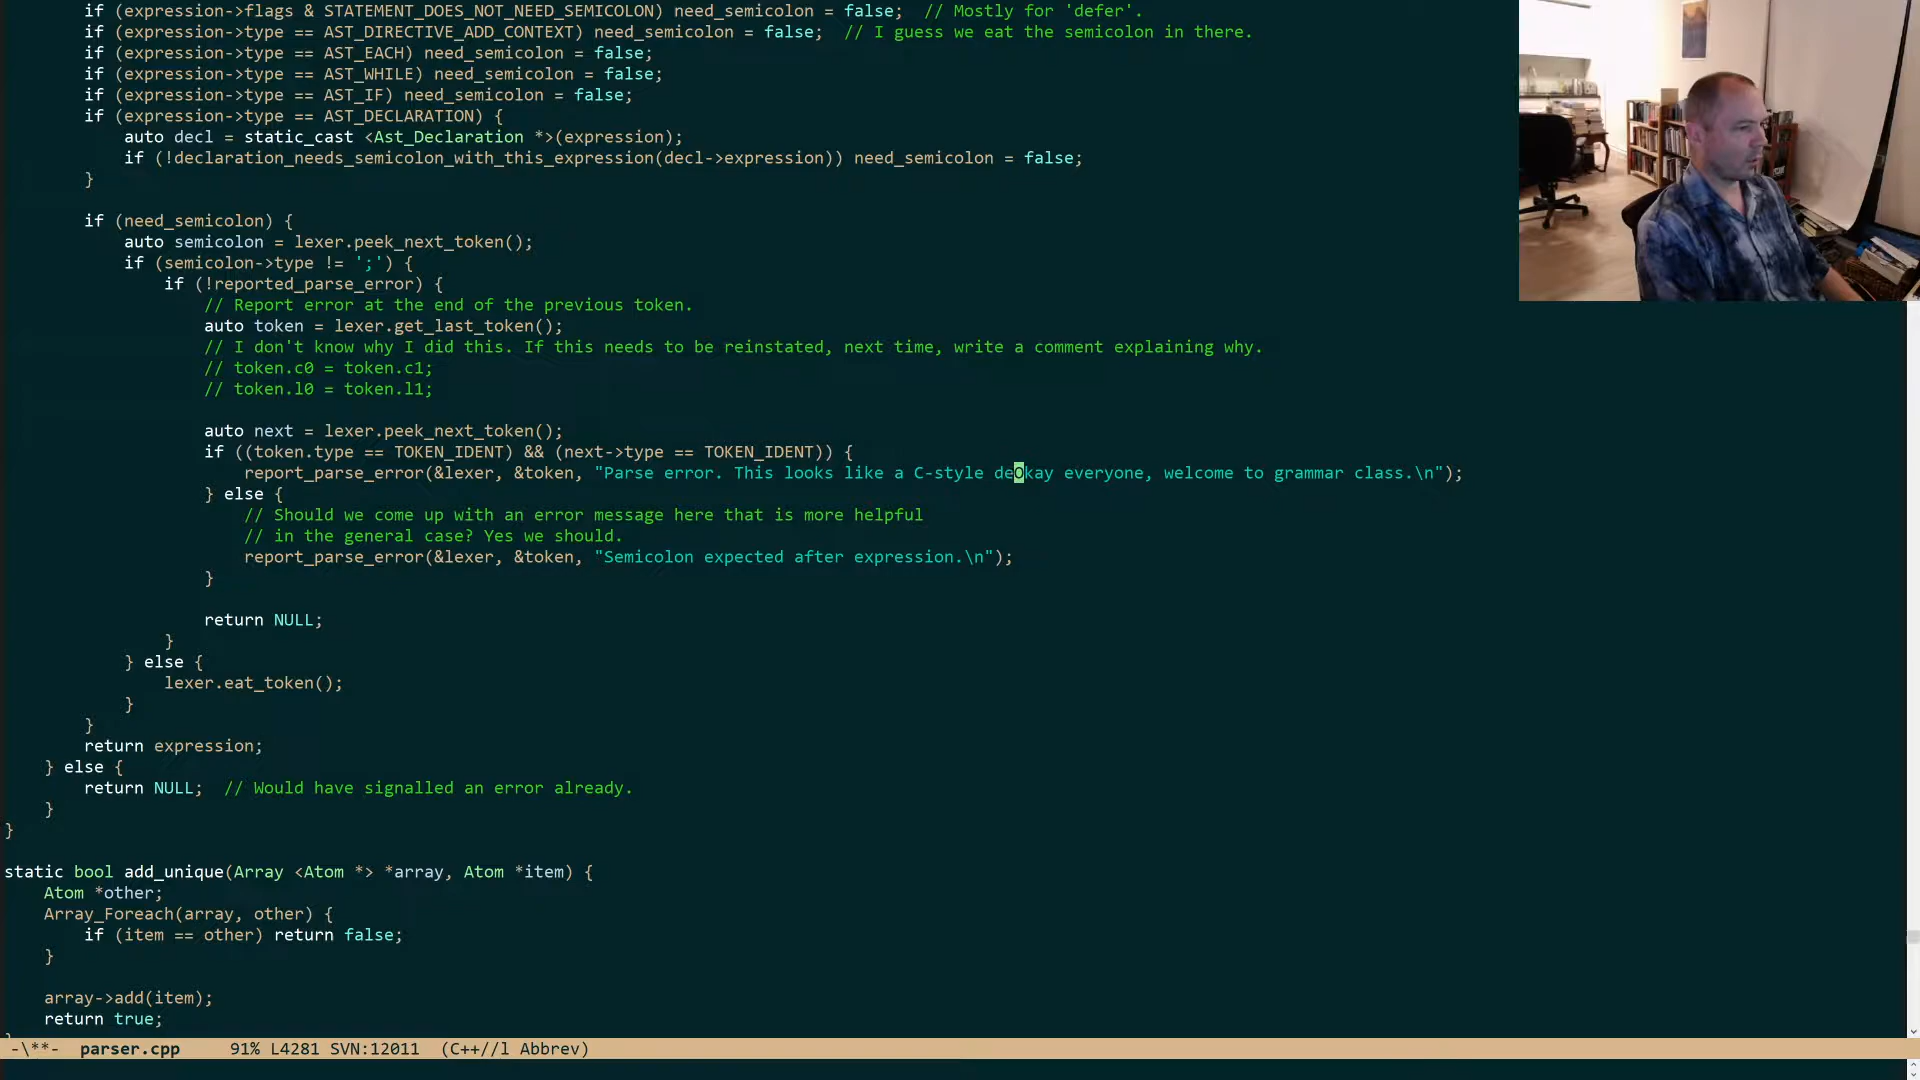 if (expression->flags & STATEMENT_DOES_NOT_NEED_SEMICOLON) need_semicolon = false;  // Mostly for 'defer'.
if (expression->type == AST_DIRECTIVE_ADD_CONTEXT) need_semicolon = false;  // I guess we eat the semicolon in there.
if (expression->type == AST_EACH) need_semicolon = false;
if (expression->type == AST_WHILE) need_semicolon = false;
if (expression->type == AST_IF) need_semicolon = false;
if (expression->type == AST_DECLARATION) {
auto decl = static_cast <Ast_Declaration *>(expression);
if (!declaration_needs_semicolon_with_this_expression(decl->expression)) need_semicolon = false;
}
if (need_semicolon) {
auto semicolon = lexer.peek_next_token();
if (semicolon->type != ';') {
if (!reported_parse_error) {
// Report error at the end of the previous token.
auto token = lexer.get_last_token();
// I don't know why I did this. If this needs to be reinstated, next time, write a comment explaining why.
// token.c0 = token.c1;
// token.l0 = token.l1;
auto next = lexer.peek_next_token();
if ((token.type == TOKEN_IDENT) && (next->type == TOKEN_IDENT)) {
report_parse_error(&lexer, &token, "Parse error. This looks like a C-style deokay everyone, welcome to grammar class.\n");
} else {
// Should we come up with an error message here that is more helpful
// in the general case? Yes we should.
report_parse_error(&lexer, &token, "Semicolon expected after expression.\n");
}
return NULL;
}
} else {
lexer.eat_token();
}
}
return expression;
} else {
return NULL;  // Would have signalled an error already.
}
}
static bool add_unique(Array <Atom *> *array, Atom *item) {
Atom *other;
Array_Foreach(array, other) {
if (item == other) return false;
}
array->add(item);
return true;
-\**-  parser.cpp     91% L4281 SVN:12011  (C++//l Abbrev)